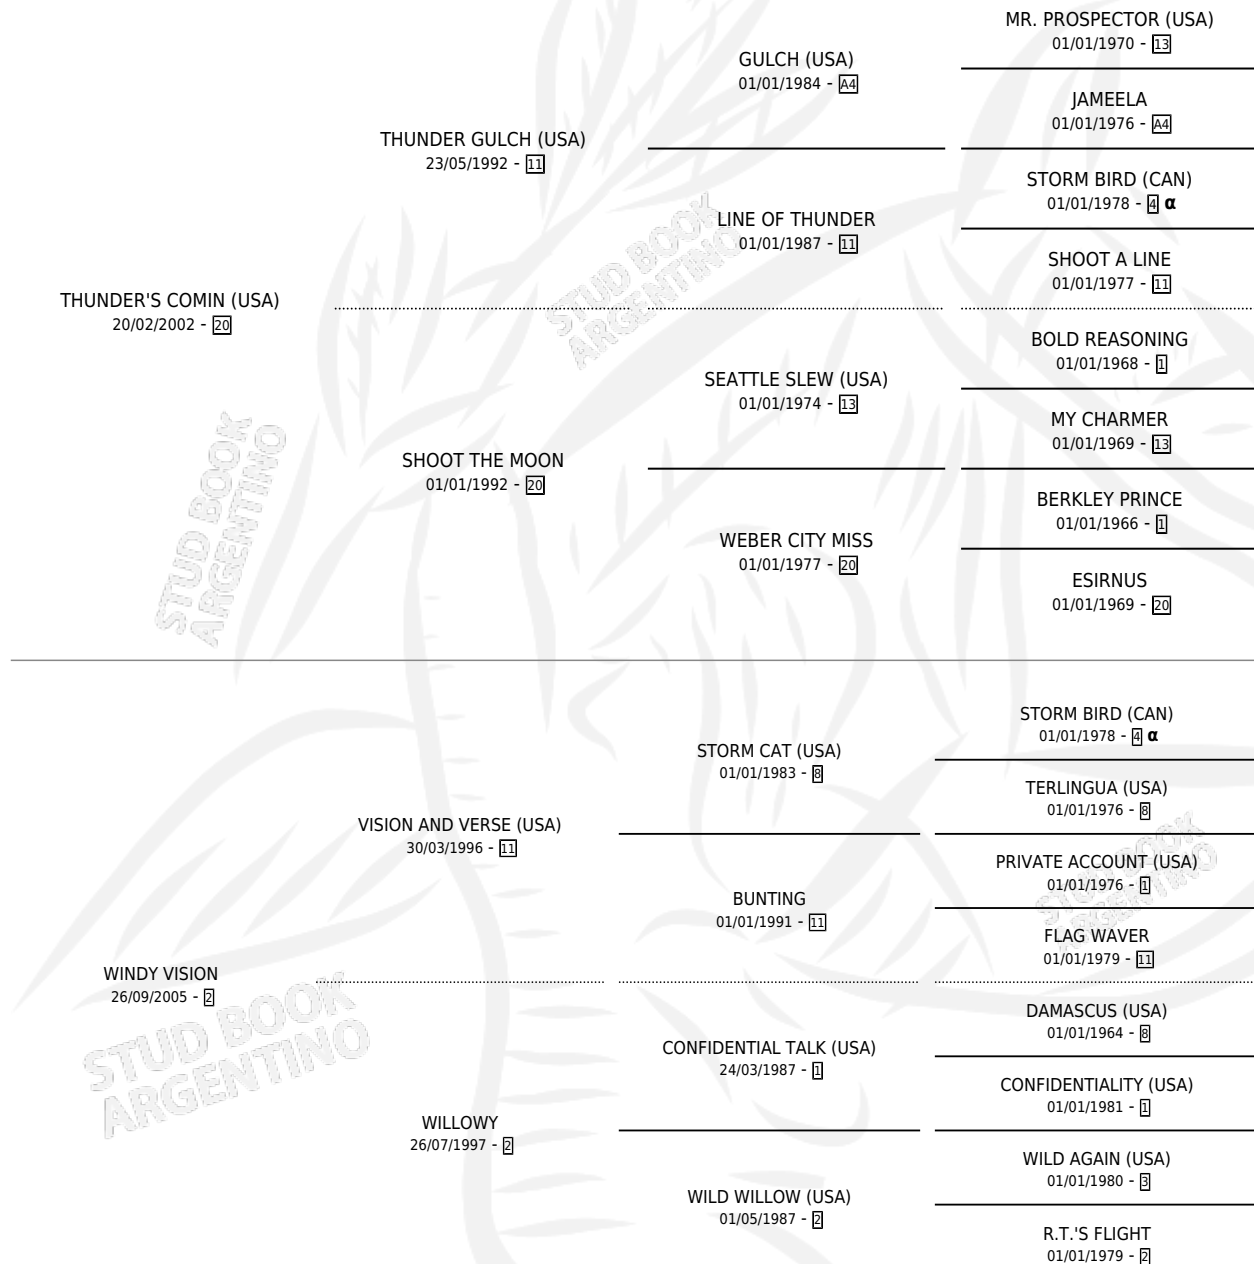 MR. PROSPECTOR (USA)
01/01/1970 - 13
GULCH (USA)
01/01/1984 - A4
JAMEELA
01/01/1976 - A4
THUNDER GULCH (USA)
23/05/1992 - 11
STORM BIRD (CAN)
01/01/1978 - 4 α
LINE OF THUNDER
01/01/1987 - 11
SHOOT A LINE
01/01/1977 - 11
THUNDER'S COMIN (USA)
20/02/2002 - 20
BOLD REASONING
01/01/1968 - 1
SEATTLE SLEW (USA)
01/01/1974 - 13
MY CHARMER
01/01/1969 - 13
SHOOT THE MOON
01/01/1992 - 20
BERKLEY PRINCE
01/01/1966 - 1
WEBER CITY MISS
01/01/1977 - 20
ESIRNUS
01/01/1969 - 20
STORM BIRD (CAN)
01/01/1978 - 4 α
STORM CAT (USA)
01/01/1983 - 8
TERLINGUA (USA)
01/01/1976 - 8
VISION AND VERSE (USA)
30/03/1996 - 11
PRIVATE ACCOUNT (USA)
01/01/1976 - 1
BUNTING
01/01/1991 - 11
FLAG WAVER
01/01/1979 - 11
WINDY VISION
26/09/2005 - 2
DAMASCUS (USA)
01/01/1964 - 8
CONFIDENTIAL TALK (USA)
24/03/1987 - 1
CONFIDENTIALITY (USA)
01/01/1981 - 1
WILLOWY
26/07/1997 - 2
WILD AGAIN (USA)
01/01/1980 - 3
WILD WILLOW (USA)
01/05/1987 - 2
R.T.'S FLIGHT
01/01/1979 - 2
STUD BOOK
ARGENTINO
STUD BOOK
ARGENTINO
STUD BOOK
ARGENTINO
STUD BOOK
ARGENTINO